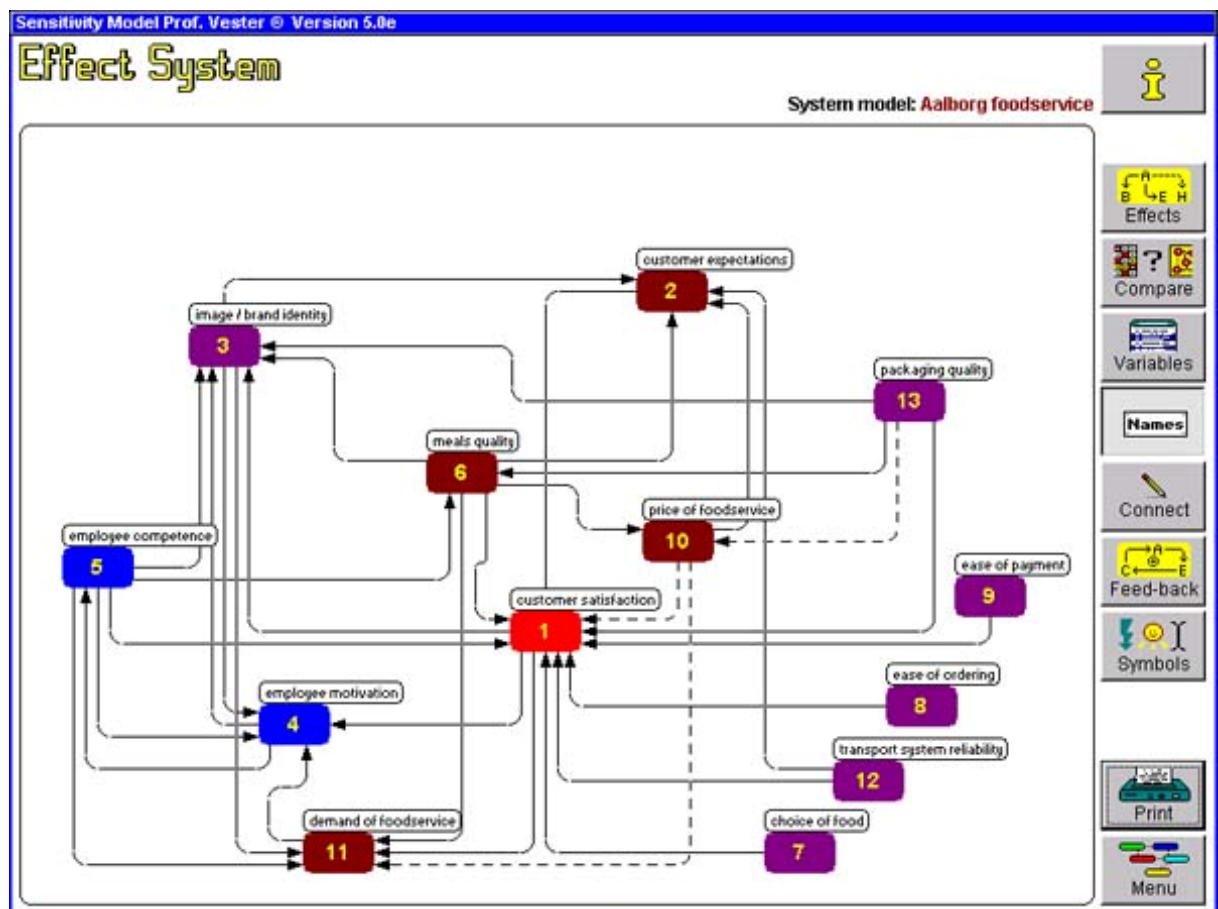 Sensitivity Model Prof. Vester ® Version 5.0e
Effect System
System model: Aalborg foodservice
customer expectations
2
image / brand identity
3
packaging quality
13
meals quality
6
price of foodservice
10
employee competence
5
ease of payment
9
customer satisfaction
1
ease of ordering
8
employee motivation
4
transport system reliability
12
demand of foodservice
11
choice of food
7
i
A
B E H
Effects
?
Compare
Variables
Names
Connect
A
C E
Feed-back
Symbols
Print
Menu